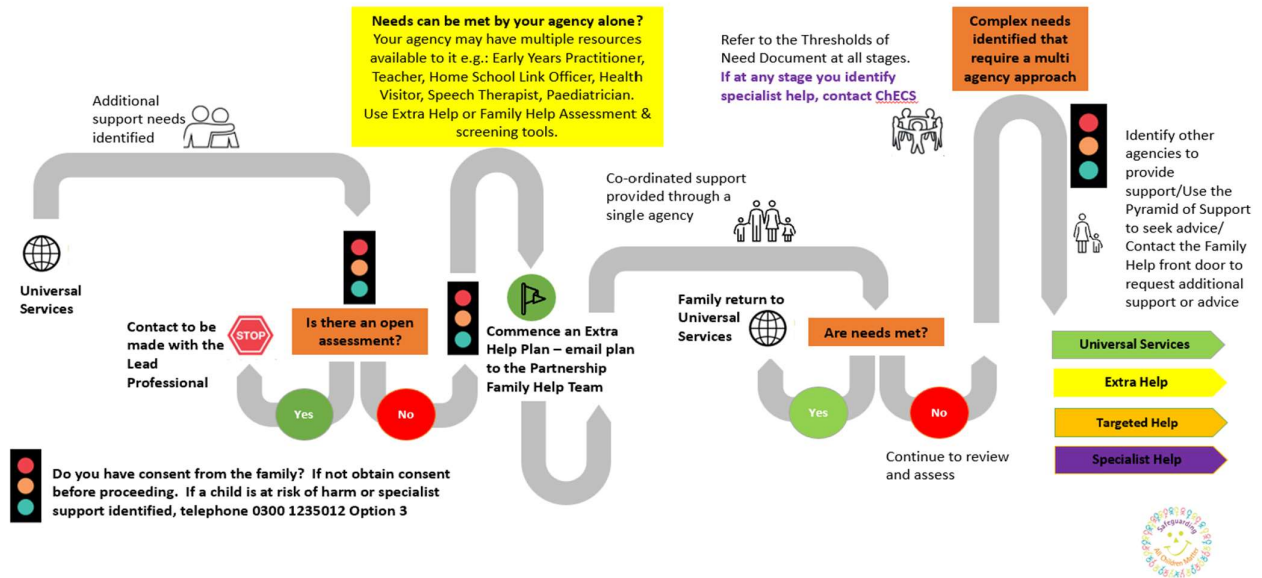 Needs can be met by your agency alone?
Your agency may have multiple resources
available to it e.g.: Early Years Practitioner,
Teacher, Home School Link Officer, Health
Visitor, Speech Therapist, Paediatrician.
Use Extra Help or Family Help Assessment &
screening tools.
Refer to the Thresholds of
Need Document at all stages.
If at any stage you identify
specialist help, contact ChECS
Complex needs
identified that
require a multi
agency approach
Additional
support needs
identified
Identify other
agencies to
provide
support/Use the
Pyramid of Support
to seek advice/
Contact the Family
Help front door to
request additional
support or advice
Co-ordinated support
provided through a
single agency
Universal
Services
Contact to be
made with the
Lead
Professional
STOP
Is there an open
assessment?
Yes
No
Commence an Extra
Help Plan – email plan
to the Partnership
Family Help Team
Family return to
Universal
Services
Are needs met?
Yes
No
Continue to review
and assess
Universal Services
Extra Help
Targeted Help
Specialist Help
Do you have consent from the family? If not obtain consent
before proceeding. If a child is at risk of harm or specialist
support identified, telephone 0300 1235012 Option 3
Safeguarding
All Children Matter